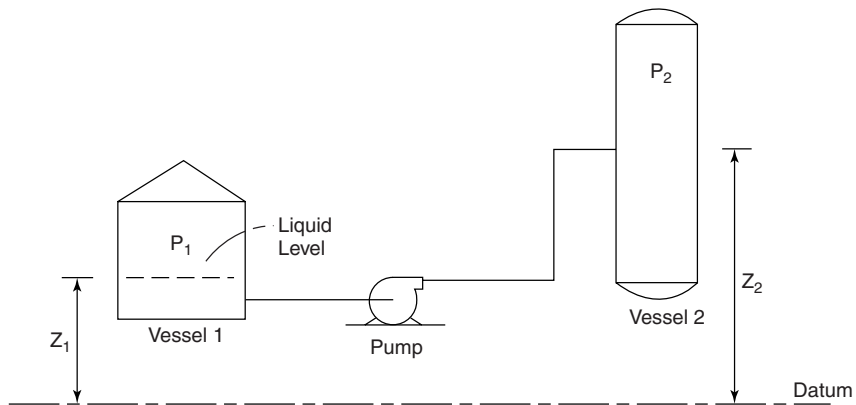 P2
P1
Liquid
Level
Z2
Z1
Vessel 1
Vessel 2
Pump
Datum